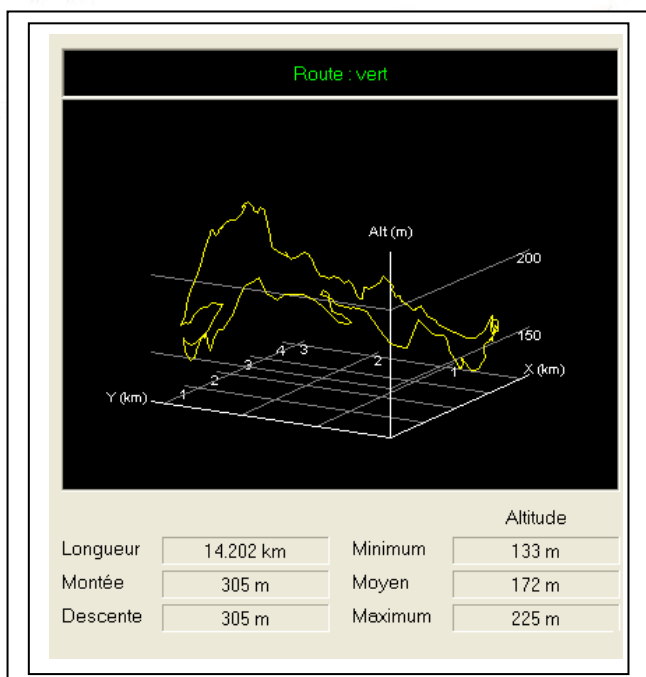 Route : vert
Alt (m)
200
150
X (km)
Y (km)
1
2
3
4
3
2
1
Altitude
Longueur 14.202 km Minimum 133 m
Montée 305 m Moyen 172 m
Descente 305 m Maximum 225 m